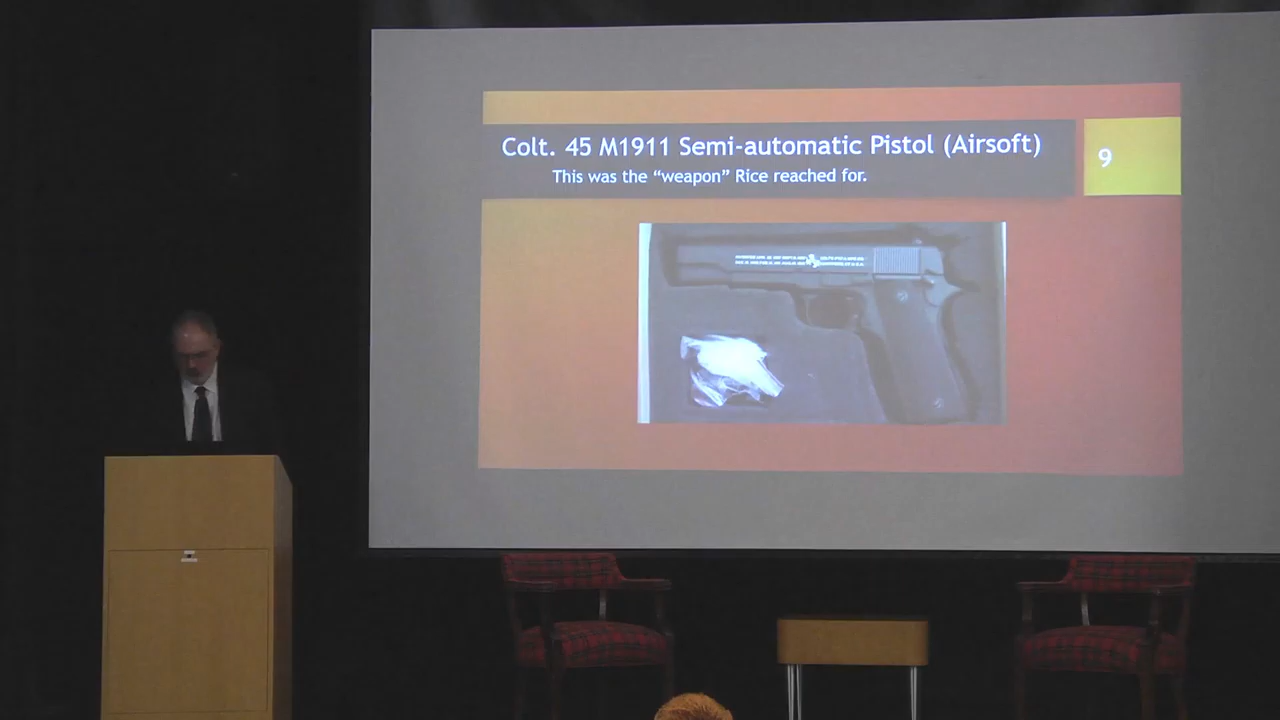 Colt. 45 M1911 Semi-automatic Pistol (Airsoft)
This was the “weapon” Rice reached for.
9